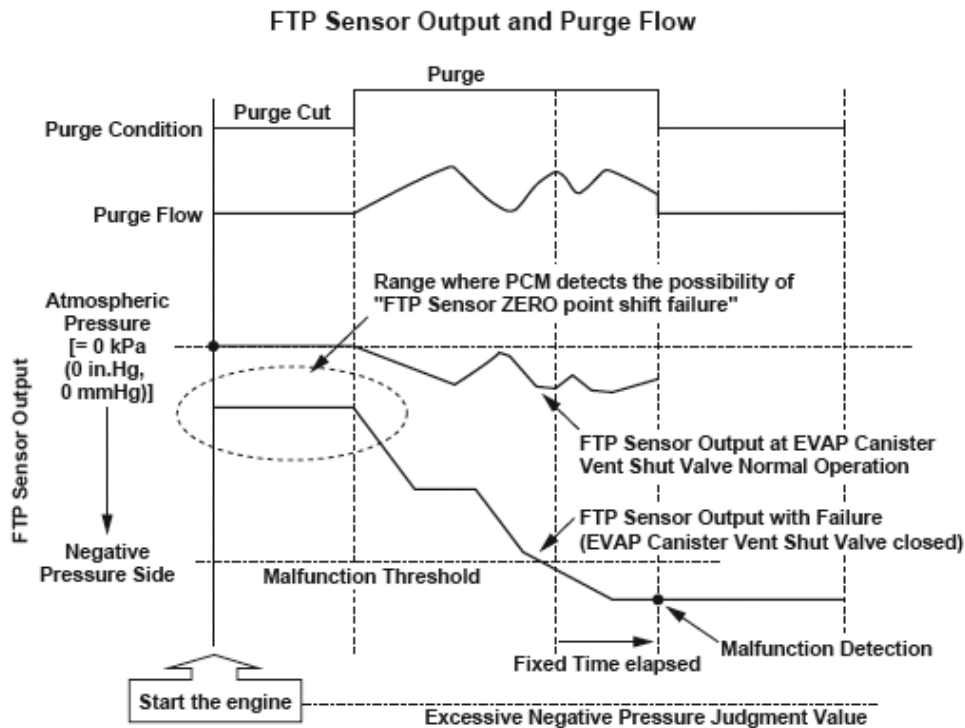 FTP Sensor Output and Purge Flow
Purge
Purge Cut
Purge Condition
Purge Flow
Range where PCM detects the possibility of
"FTP Sensor ZERO point shift failure"
Atmospheric
Pressure
[= 0 kPa
(0 in.Hg,
0 mmHg)]
FTP Sensor Output
FTP Sensor Output at EVAP Canister
Vent Shut Valve Normal Operation
FTP Sensor Output with Failure
(EVAP Canister Vent Shut Valve closed)
Negative
Pressure Side
Malfunction Threshold
Malfunction Detection
Fixed Time elapsed
Start the engine
Excessive Negative Pressure Judgment Value